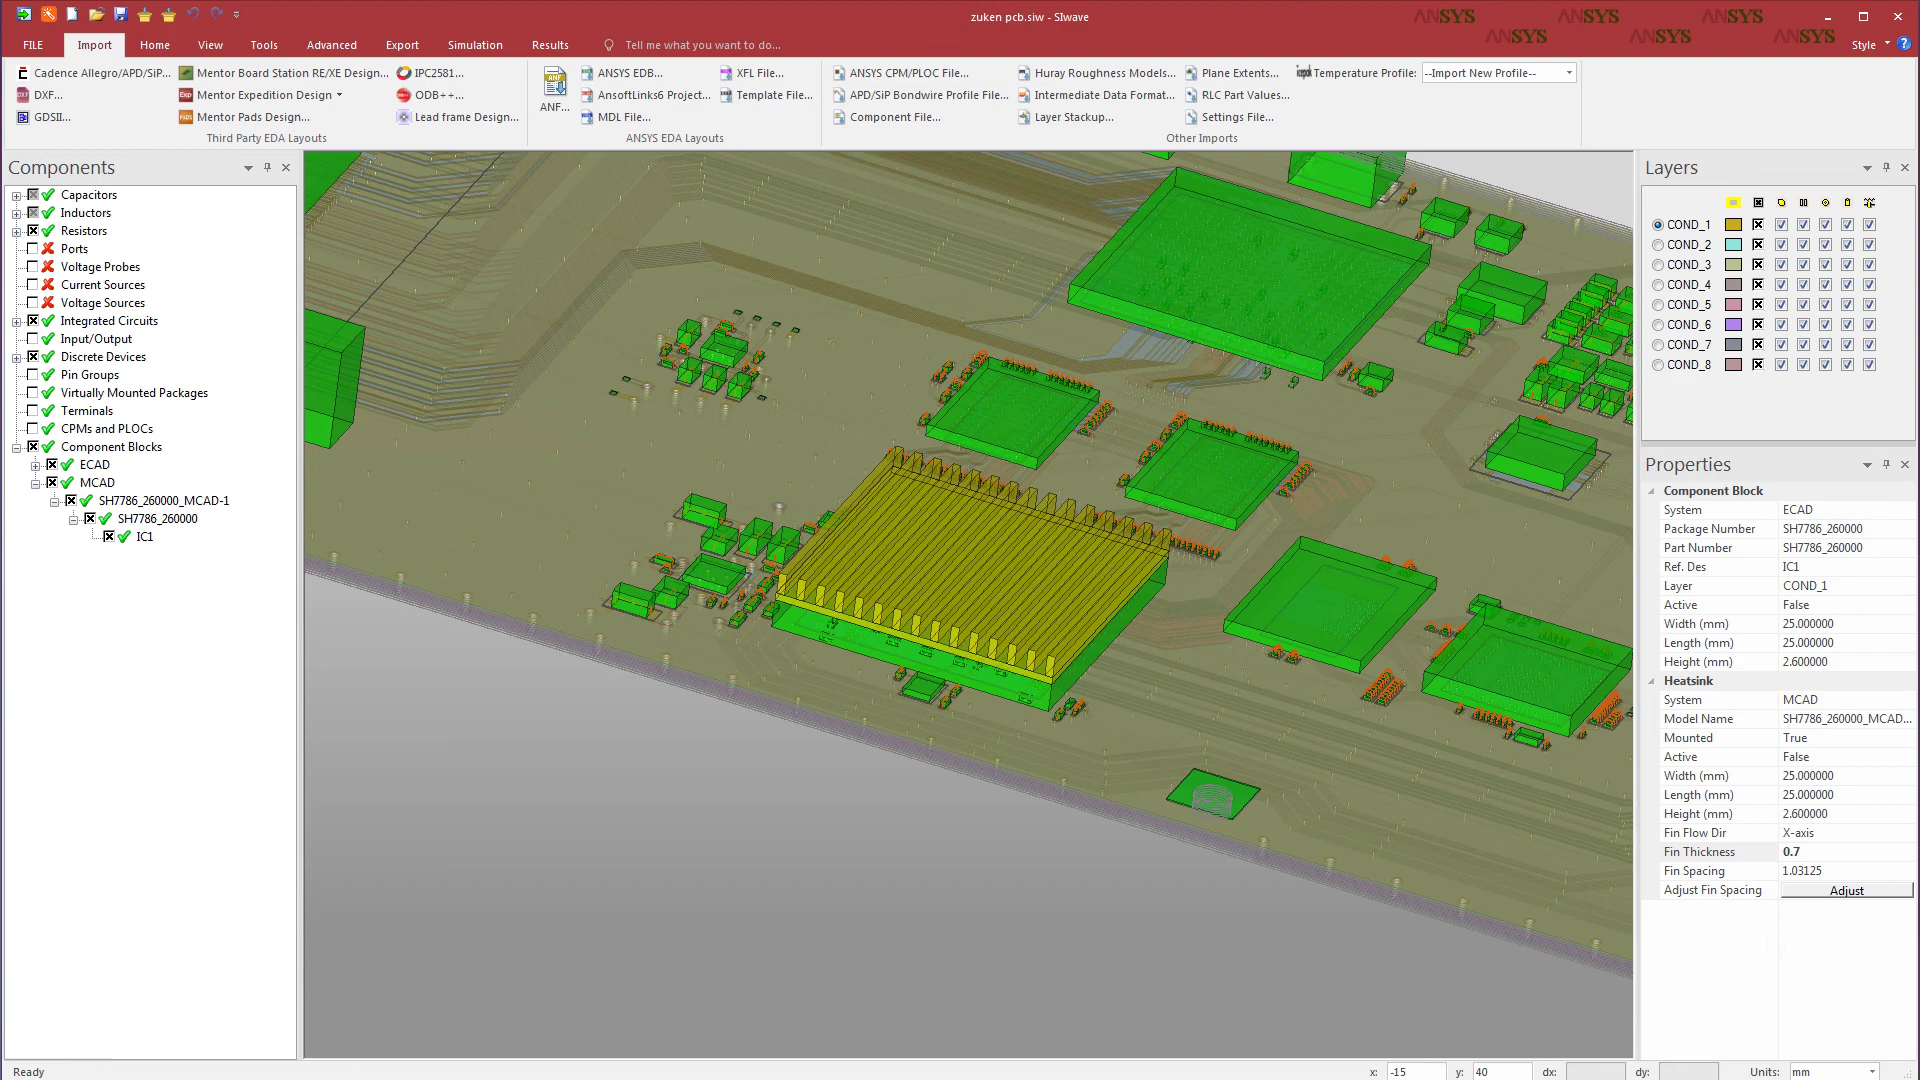 zuken pcb.siw - SIwave
ANSYS ANSYS ANSYS
ANSYS ANSYS ANSYS
FILE Import Home View Tools Advanced Export Simulation Results Tell me what you want to do... Style
Cadence Allegro/APD/SiP...
DXF...
GDSII...
Mentor Board Station RE/XE Design...
Mentor Expedition Design
Mentor Pads Design...
IPC2581...
ODB++...
Lead frame Design...
Third Party EDA Layouts
ANF...
ANSYS EDB...
AnsoftLinks6 Project...
MDL File...
XFL File...
Template File...
ANSYS EDA Layouts
ANSYS CPM/PLOC File...
APD/SiP Bondwire Profile File...
Component File...
Huray Roughness Models...
Intermediate Data Format...
Layer Stackup...
Plane Extents...
RLC Part Values...
Settings File...
Temperature Profile: --Import New Profile--
Other Imports
Components
Capacitors
Inductors
Resistors
Ports
Voltage Probes
Current Sources
Voltage Sources
Integrated Circuits
Input/Output
Discrete Devices
Pin Groups
Virtually Mounted Packages
Terminals
CPMs and PLOCs
Component Blocks
ECAD
MCAD
SH7786_260000_MCAD-1
SH7786_260000
IC1
Layers
COND_1
COND_2
COND_3
COND_4
COND_5
COND_6
COND_7
COND_8
Properties
Component Block
System ECAD
Package Number SH7786_260000
Part Number SH7786_260000
Ref. Des IC1
Layer COND_1
Active False
Width (mm) 25.000000
Length (mm) 25.000000
Height (mm) 2.600000
Heatsink
System MCAD
Model Name SH7786_260000_MCAD...
Mounted True
Active False
Width (mm) 25.000000
Length (mm) 25.000000
Height (mm) 2.600000
Fin Flow Dir X-axis
Fin Thickness 0.7
Fin Spacing 1.03125
Adjust Fin Spacing Adjust
Ready x: -15 y: 40 dx: dy: Units: mm